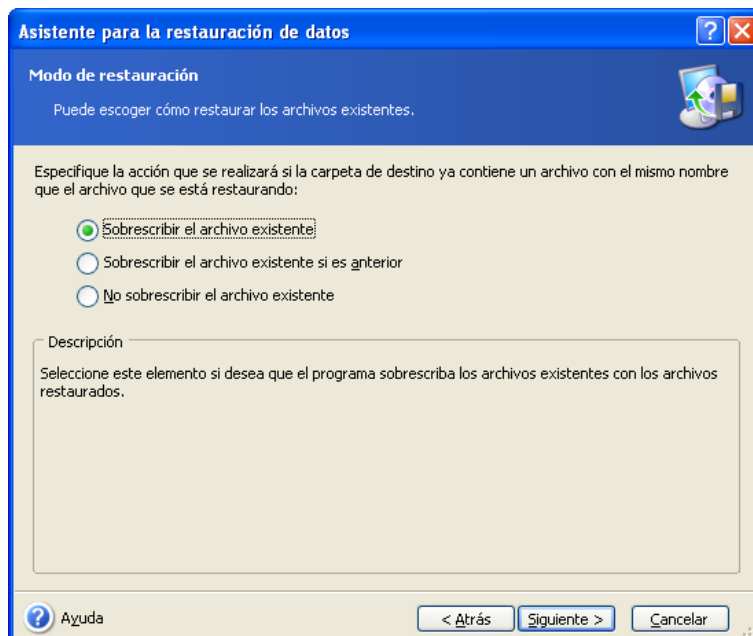 Asistente para la restauración de datos
Modo de restauración
Puede escoger cómo restaurar los archivos existentes.
Especifique la acción que se realizará si la carpeta de destino ya contiene un archivo con el mismo nombre
que el archivo que se está restaurando:
Sobrescribir el archivo existente
Sobrescribir el archivo existente si es anterior
No sobrescribir el archivo existente
Descripción
Seleccione este elemento si desea que el programa sobrescriba los archivos existentes con los archivos
restaurados.
Ayuda
< Atrás
Siguiente >
Cancelar